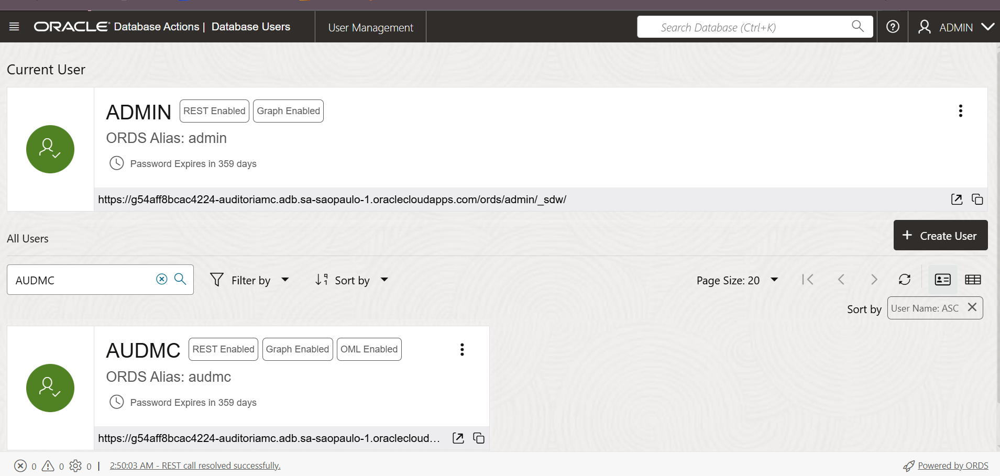 ORACLE Database Actions | Database Users
User Management
Search Database (Ctrl+K)
ADMIN
Current User
ADMIN
REST Enabled
Graph Enabled
ORDS Alias: admin
Password Expires in 359 days
https://g54aff8bcac4224-auditoriamc.adb.sa-saopaulo-1.oraclecloudapps.com/ords/admin/_sdw/
All Users
+ Create User
AUDMC
Filter by
Sort by
Page Size: 20
Sort by
User Name: ASC
AUDMC
REST Enabled
Graph Enabled
OML Enabled
ORDS Alias: audmc
Password Expires in 359 days
https://g54aff8bcac4224-auditoriamc.adb.sa-saopaulo-1.oraclecloud...
0 0 0 | 2:50:03 AM - REST call resolved successfully.
Powered by ORDS